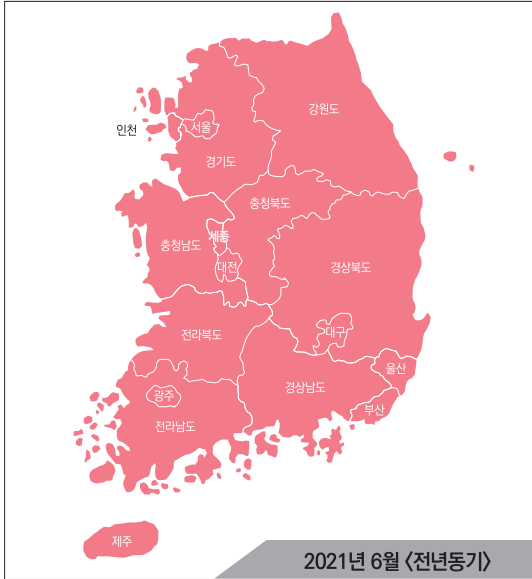 강원도
서울
인천
경기도
충청북도
세종
충청남도
대전
경상북도
대구
전라북도
울산
경상남도
광주
부산
전라남도
제주
2021년 6월 〈전년동기〉